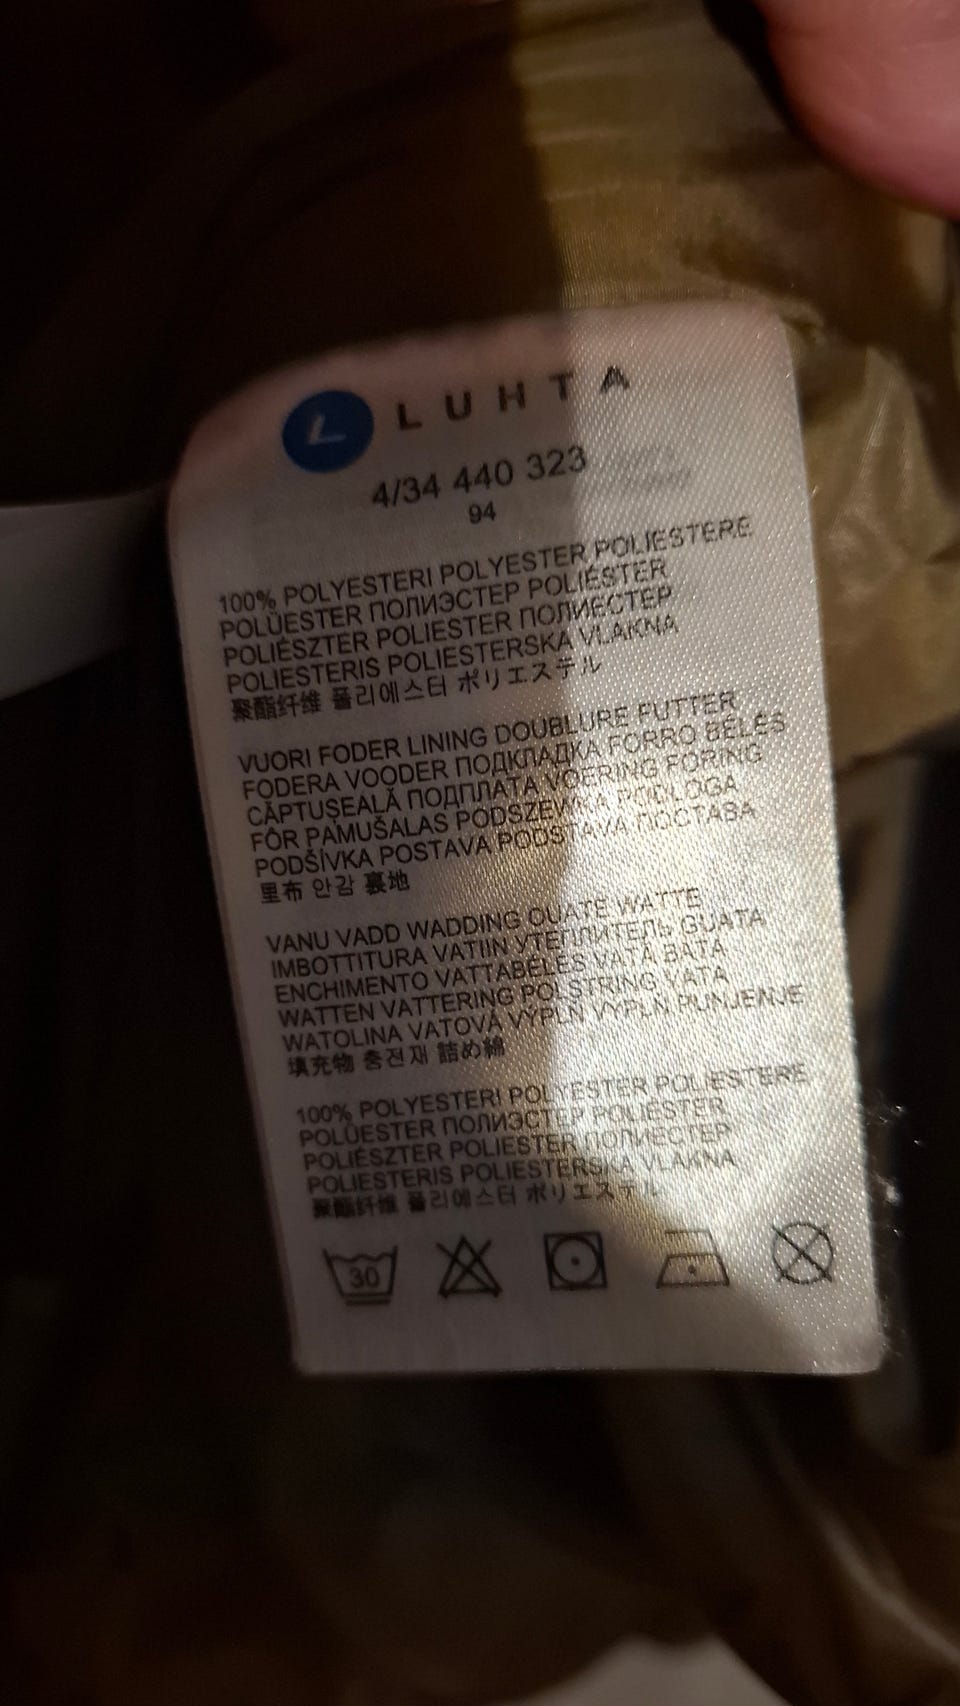 L LUHTA
4/34 440 323
94
100% POLYESTERI POLYESTER POLIESTERE
POLÜESTER ПОЛИЭСТЕР POLIÉSTER
POLIÉSZTER POLIESTER ПОЛИЕСТЕР
POLIESTERIS POLIESTERSKA VLAKNA
聚酯纤维 폴리에스터 ポリエステル
VUORI FODER LINING DOUBLURE FUTTER
FODERA VOODER ПОДКЛАДКА FORRO BÉLÉS
CĂPTUȘEALĂ ПОДПЛАТА VOERING FORING
FÓR PAMUŠALAS PODSZEWKA PODLOGA
PODŠÍVKA POSTAVA PODSTAVA ПОСТАВА
里布 안감 裏地
VANU VADD WADDING OUATE WATTE
IMBOTTITURA VATIIN УТЕПЛИТЕЛЬ GUATA
ENCHIMENTO VATTABÉLÉS VATA ВАТА
WATTEN VATTERING POLSTRING VATA
WATOLINA VATOVÁ VÝPLŇ VYPLŇ PUNJENJE
填充物 충전재 詰め綿
100% POLYESTERI POLYESTER POLIESTERE
POLÜESTER ПОЛИЭСТЕР POLIÉSTER
POLIÉSZTER POLIESTER ПОЛИЕСТЕР
POLIESTERIS POLIESTERSKA VLAKNA
聚酯纤维 폴리에스터 ポリエステル
30